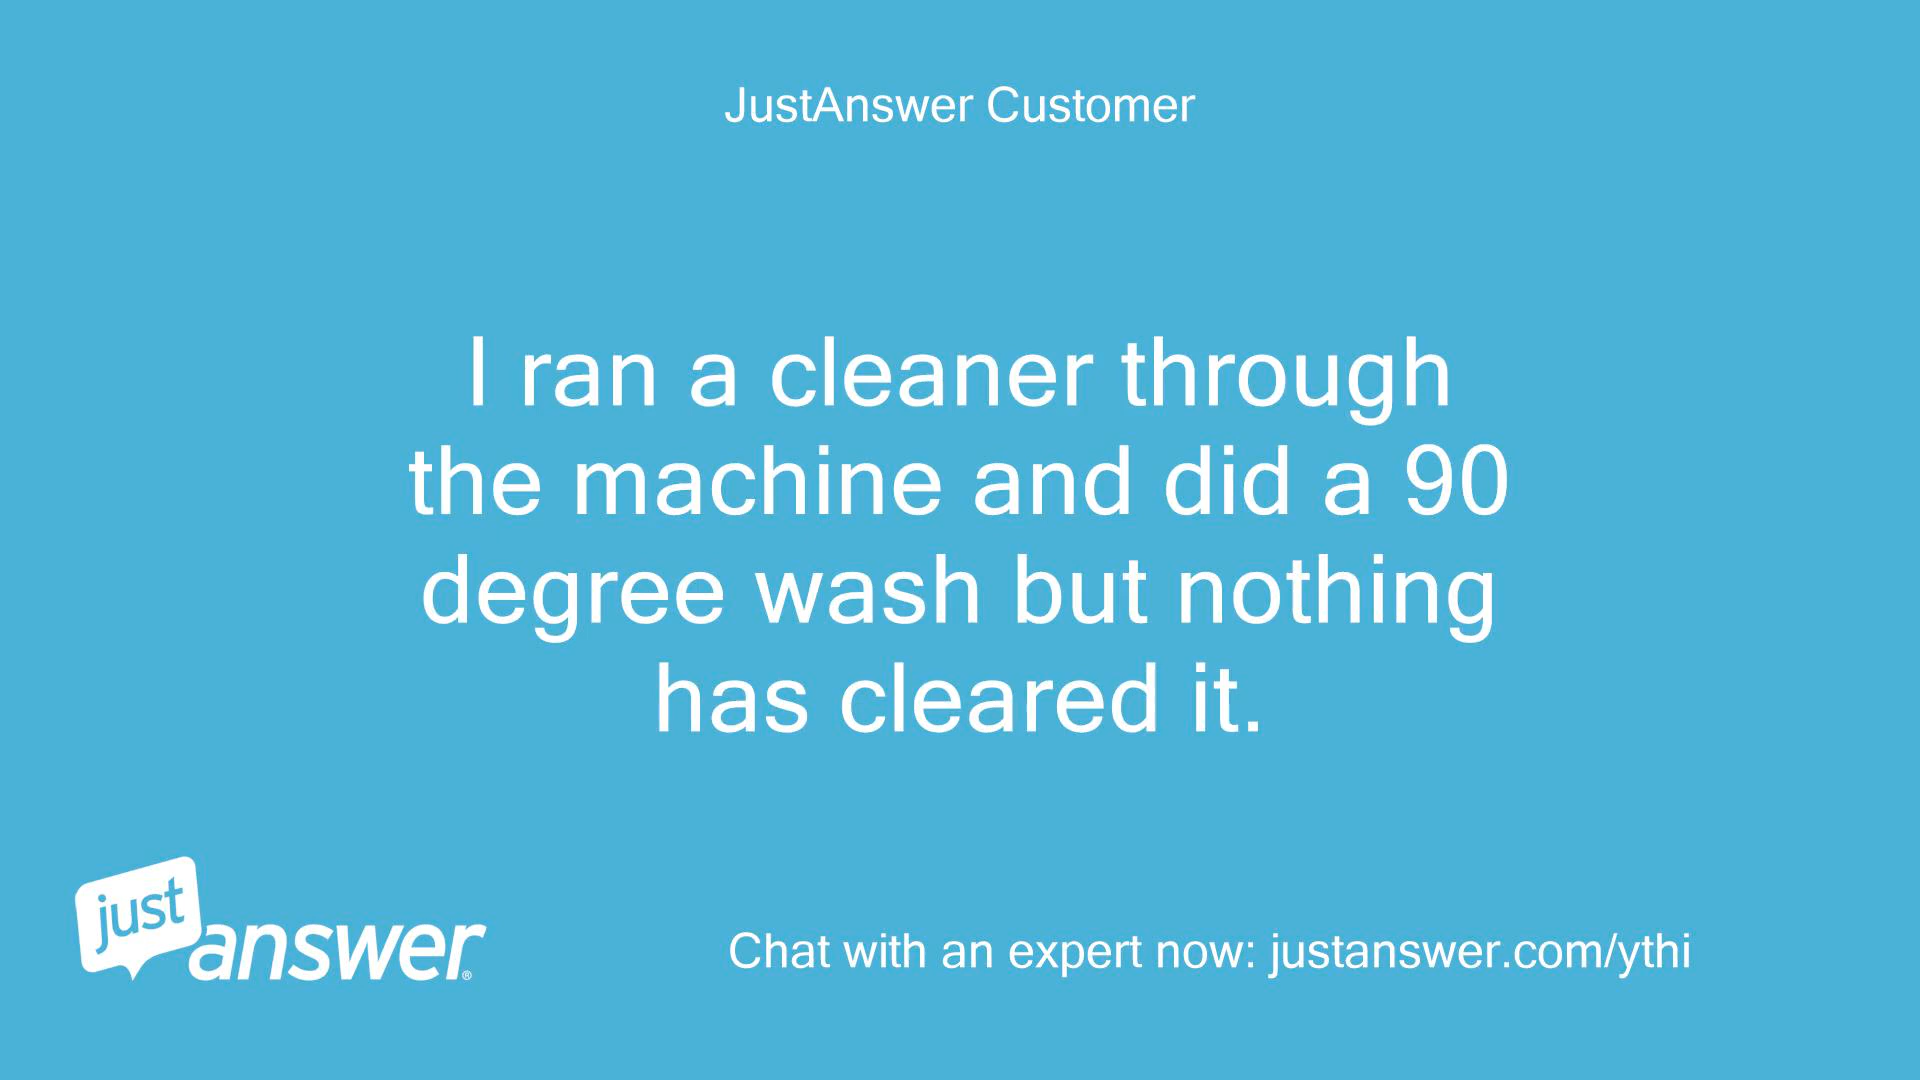 JustAnswer Customer
I ran a cleaner through
the machine and did a 90
degree wash but nothing
has cleared it.
just
answer®
Chat with an expert now: justanswer.com/ythi